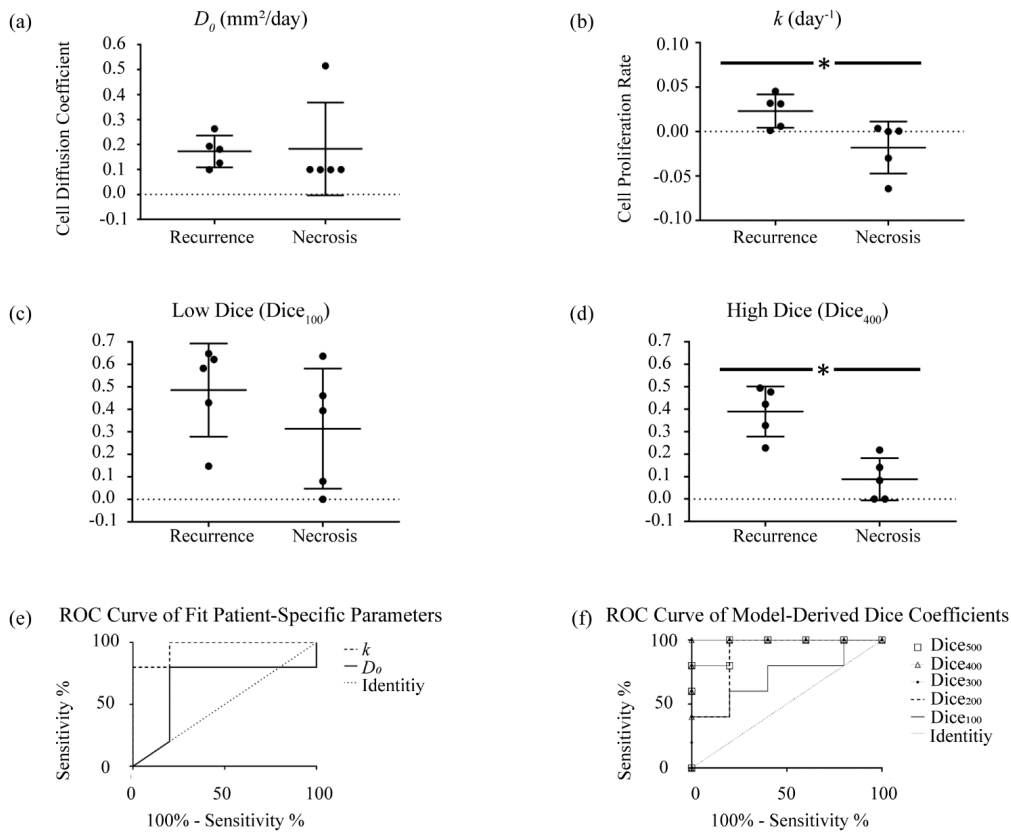 (a)
D₀ (mm²/day)
Cell Diffusion Coefficient
0.6
0.5
0.4
0.3
0.2
0.1
0.0
-0.1
Recurrence Necrosis
(b)
k (day⁻¹)
*
Cell Proliferation Rate
0.10
0.05
0.00
-0.05
-0.10
Recurrence Necrosis
(c)
Low Dice (Dice₁₀₀)
0.7
0.6
0.5
0.4
0.3
0.2
0.1
0.0
-0.1
Recurrence Necrosis
(d)
High Dice (Dice₄₀₀)
*
0.7
0.6
0.5
0.4
0.3
0.2
0.1
0.0
-0.1
Recurrence Necrosis
(e)
ROC Curve of Fit Patient-Specific Parameters
Sensitivity %
100
50
0
0 50 100
100% - Sensitivity %
k
D₀
Identitiy
(f)
ROC Curve of Model-Derived Dice Coefficients
Sensitivity %
100
50
0
0 50 100
100% - Sensitivity %
Dice₅₀₀
Dice₄₀₀
Dice₃₀₀
Dice₂₀₀
Dice₁₀₀
Identitiy